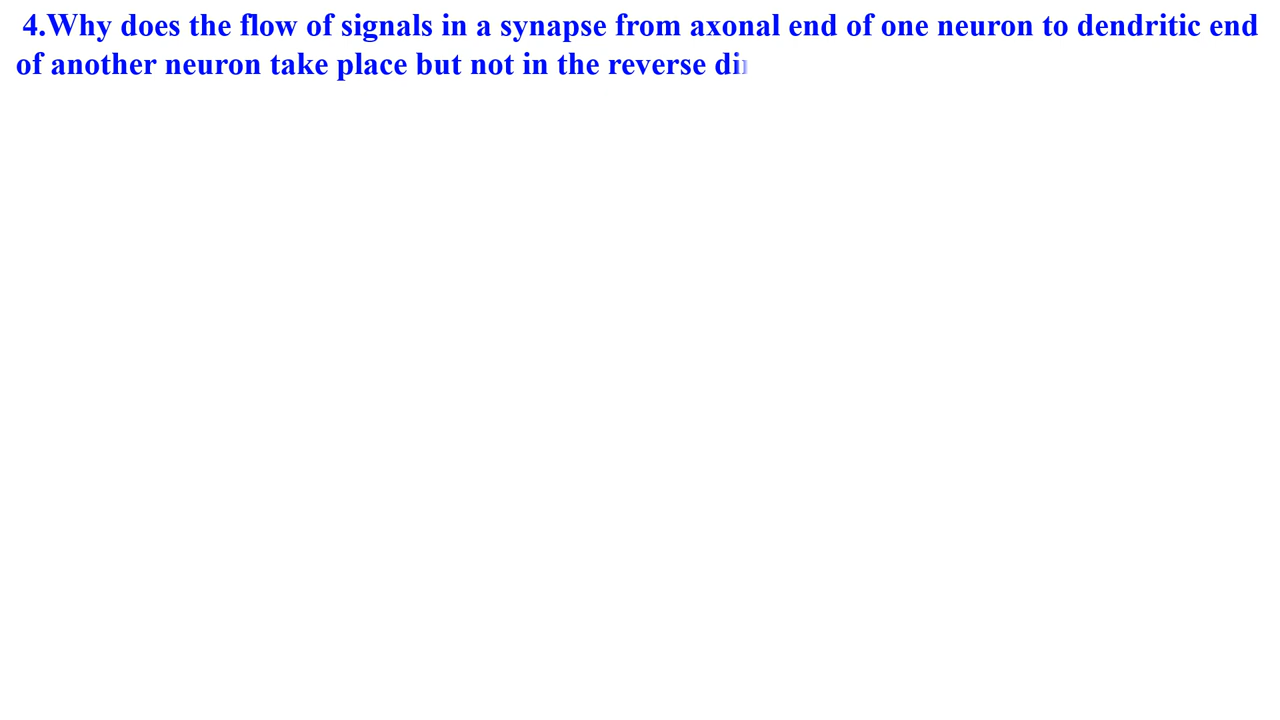 4.Why does the flow of signals in a synapse from axonal end of one neuron to dendritic end
of another neuron take place but not in the reverse